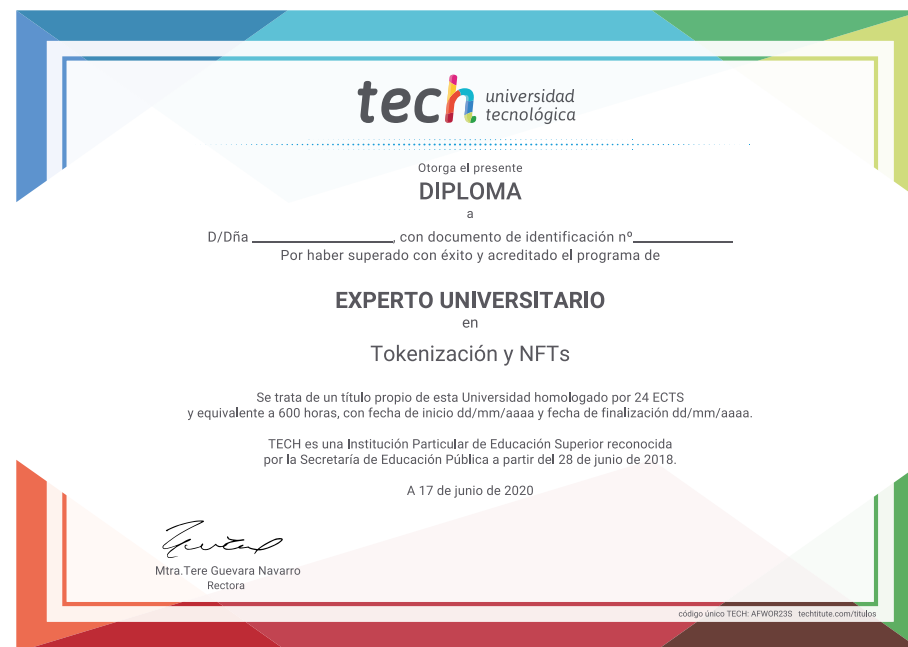 tech universidad
tecnológica
Otorga el presente
DIPLOMA
a
D/Dña ____________________, con documento de identificación nº______________
Por haber superado con éxito y acreditado el programa de
EXPERTO UNIVERSITARIO
en
Tokenización y NFTs
Se trata de un título propio de esta Universidad homologado por 24 ECTS
y equivalente a 600 horas, con fecha de inicio dd/mm/aaaa y fecha de finalización dd/mm/aaaa.
TECH es una Institución Particular de Educación Superior reconocida
por la Secretaría de Educación Pública a partir del 28 de junio de 2018.
A 17 de junio de 2020
Mtra.Tere Guevara Navarro
Rectora
código único TECH: AFWOR23S techtitute.com/titulos